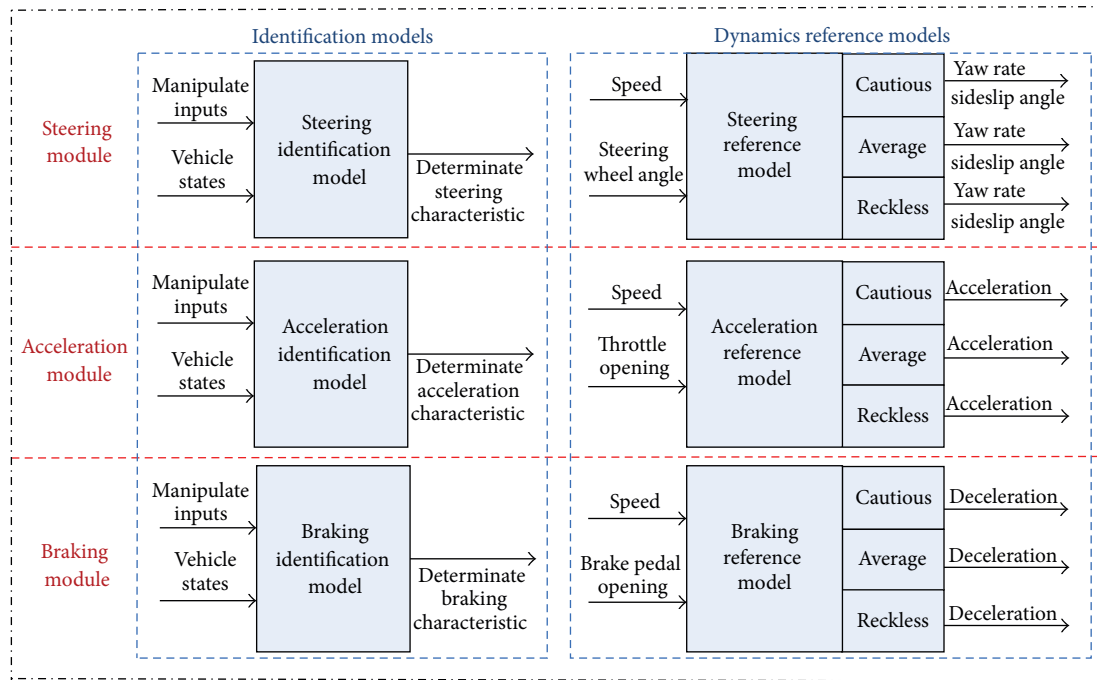 Identification models
Dynamics reference models
Steering
module
Manipulate
inputs
Vehicle
states
Steering
identification
model
Determinate
steering
characteristic
Speed
Steering
wheel angle
Steering
reference
model
Cautious
Average
Reckless
Yaw rate
sideslip angle
Yaw rate
sideslip angle
Yaw rate
sideslip angle
Acceleration
module
Manipulate
inputs
Vehicle
states
Acceleration
identification
model
Determinate
acceleration
characteristic
Speed
Throttle
opening
Acceleration
reference
model
Cautious
Average
Reckless
Acceleration
Acceleration
Acceleration
Braking
module
Manipulate
inputs
Vehicle
states
Braking
identification
model
Determinate
braking
characteristic
Speed
Brake pedal
opening
Braking
reference
model
Cautious
Average
Reckless
Deceleration
Deceleration
Deceleration